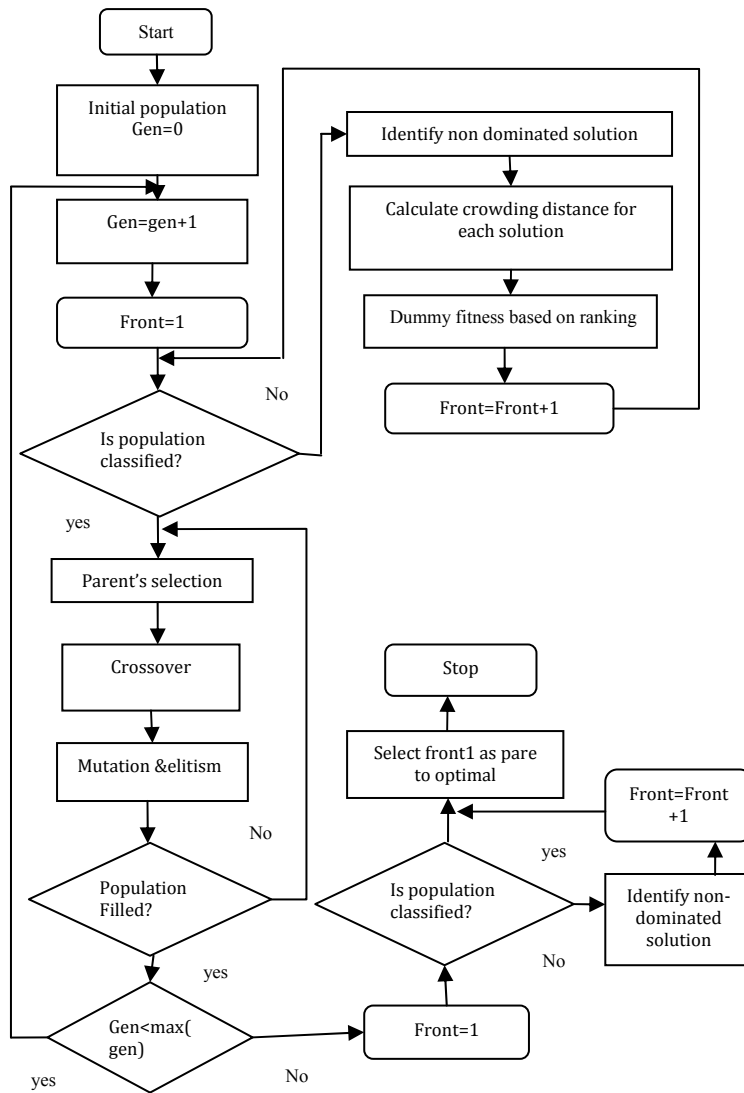 Start
Initial population
Gen=0
Gen=gen+1
Front=1
No
Is population
classified?
yes
Identify non dominated solution
Calculate crowding distance for
each solution
Dummy fitness based on ranking
Front=Front+1
Parent's selection
Crossover
Mutation &elitism
No
Population
Filled?
yes
Gen<max(
gen)
yes
No
Front=1
Is population
classified?
yes
No
Identify non-
dominated
solution
Front=Front
+1
Select front1 as pare
to optimal
Stop